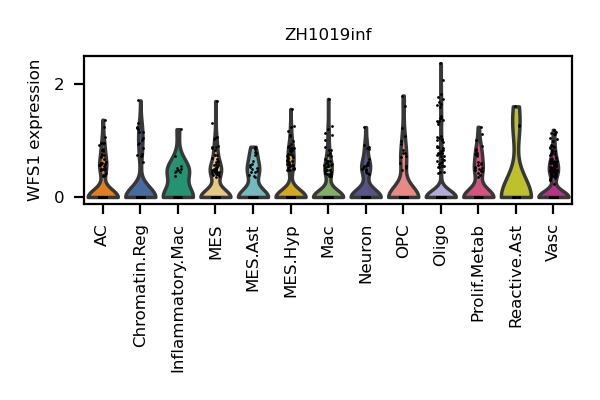 ZH1019inf
WFS1 expression
2
0
AC
Chromatin.Reg
Inflammatory.Mac
MES
MES.Ast
MES.Hyp
Mac
Neuron
OPC
Oligo
Prolif.Metab
Reactive.Ast
Vasc